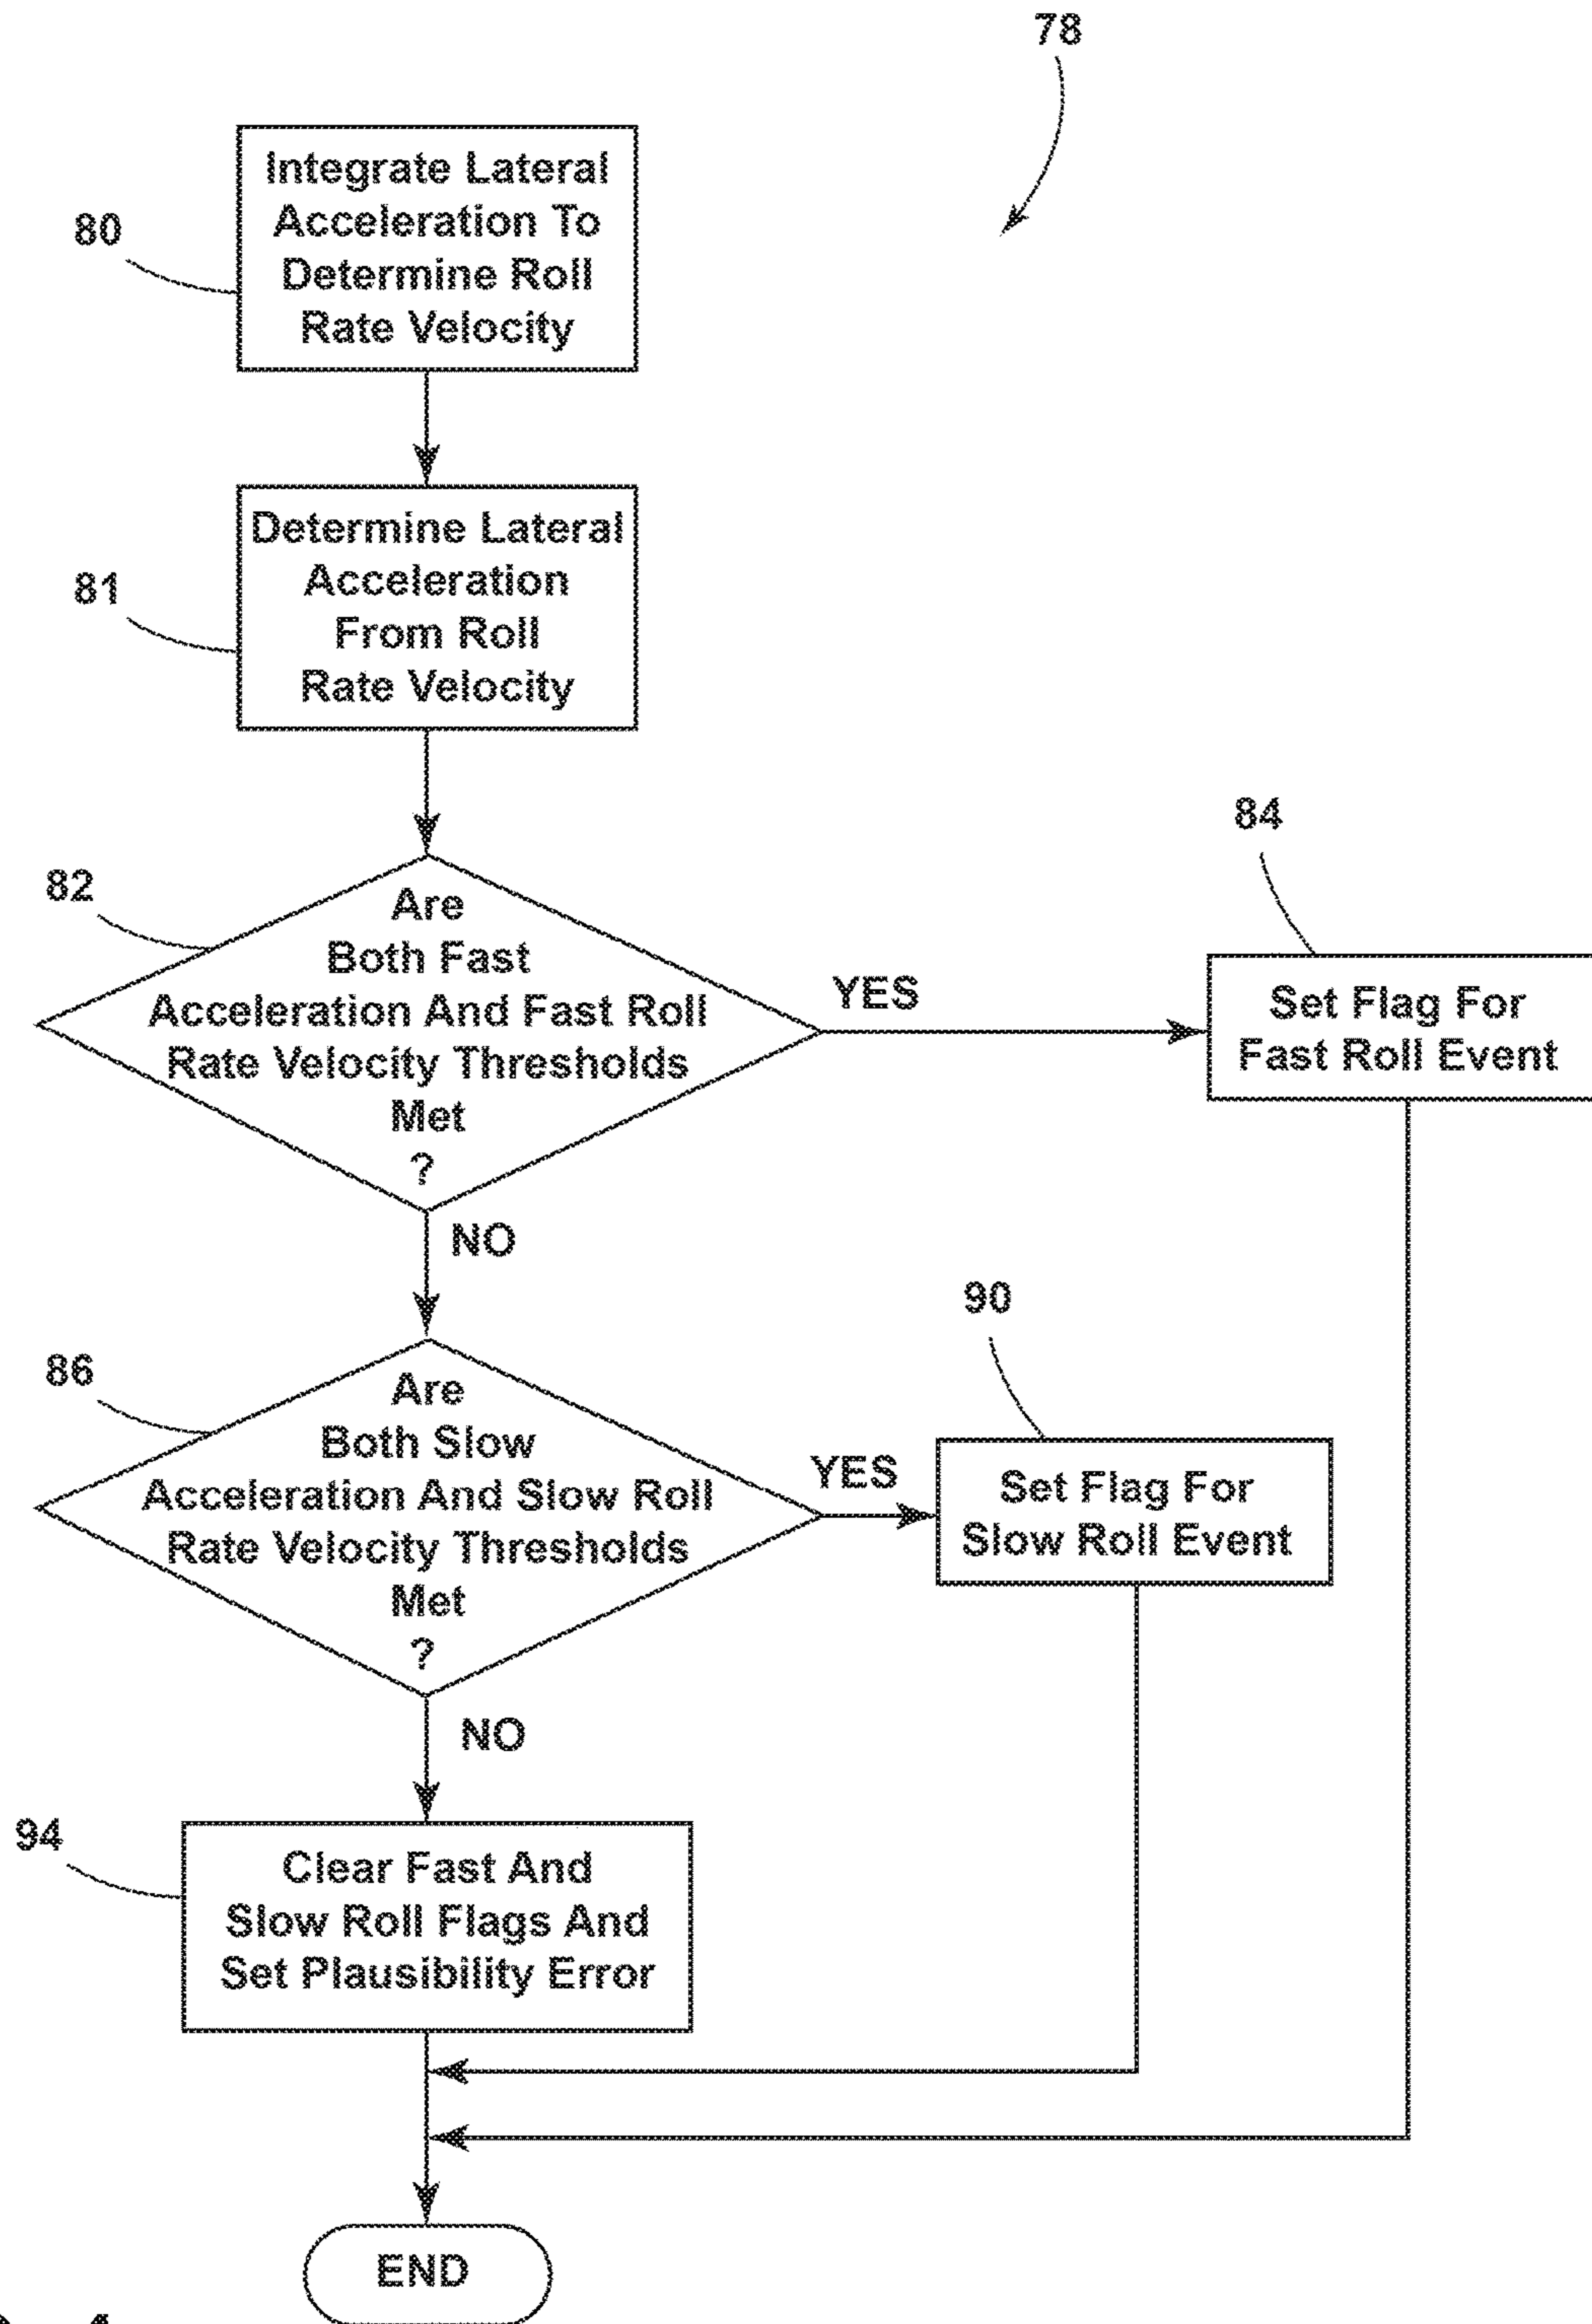 78
80
Integrate Lateral
Acceleration To
Determine Roll
Rate Velocity
81
Determine Lateral
Acceleration
From Roll
Rate Velocity
82
Are
Both Fast
Acceleration And Fast Roll
Rate Velocity Thresholds
Met
?
YES
84
Set Flag For
Fast Roll Event
NO
86
Are
Both Slow
Acceleration And Slow Roll
Rate Velocity Thresholds
Met
?
YES
90
Set Flag For
Slow Roll Event
NO
94
Clear Fast And
Slow Roll Flags And
Set Plausibility Error
END